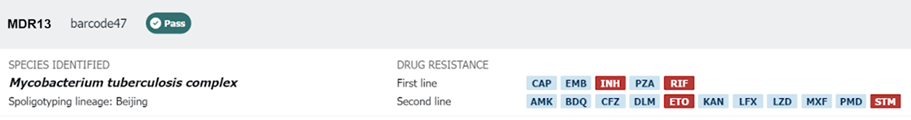 MDR13 barcode47 Pass
SPECIES IDENTIFIED DRUG RESISTANCE
Mycobacterium tuberculosis complex First line CAP EMB INH PZA RIF
Spoligotyping lineage: Beijing Second line AMK BDQ CFZ DLM ETO KAN LFX LZD MXF PMD STM